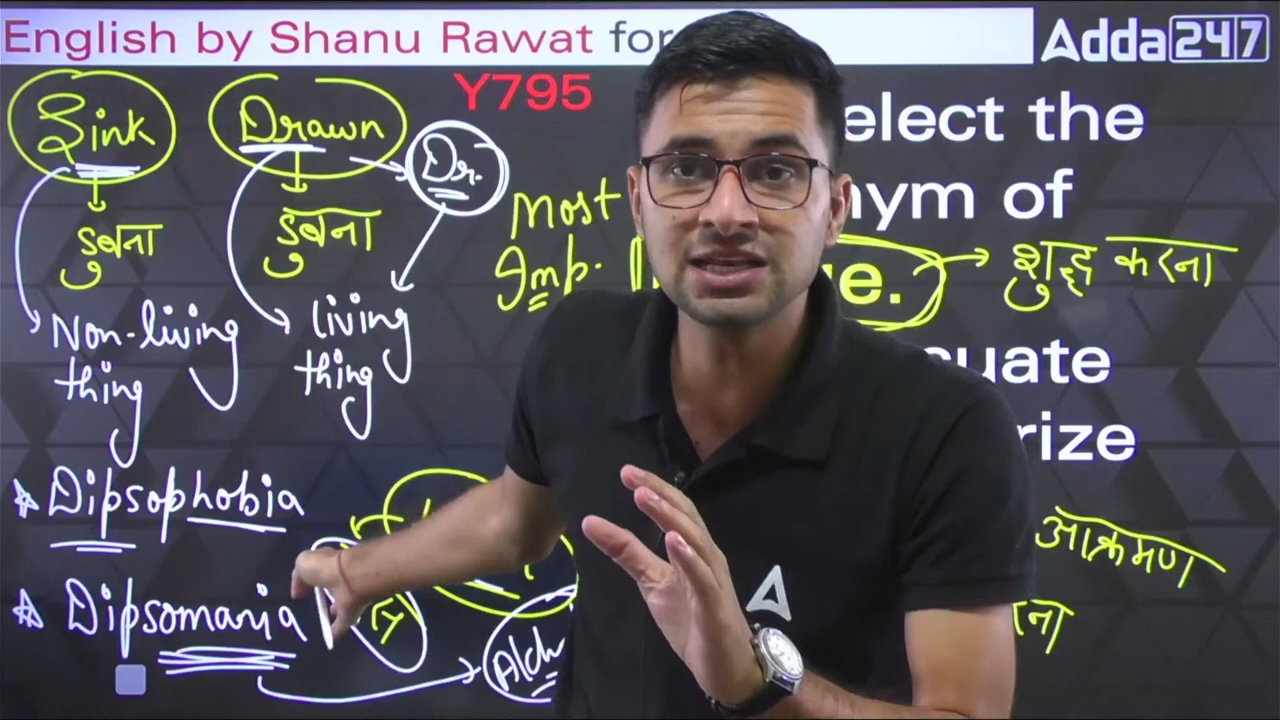 English by Shanu Rawat for
Adda247
Y795
Sink
Drawn
Dr.
डुबना
डुबना
Non-living
thing
living
thing
Most
Imp.
elect the
nym of
ge.
शुद्ध करना
uate
rize
Dipsophobia
Dipsomania
आक्रमण
ना